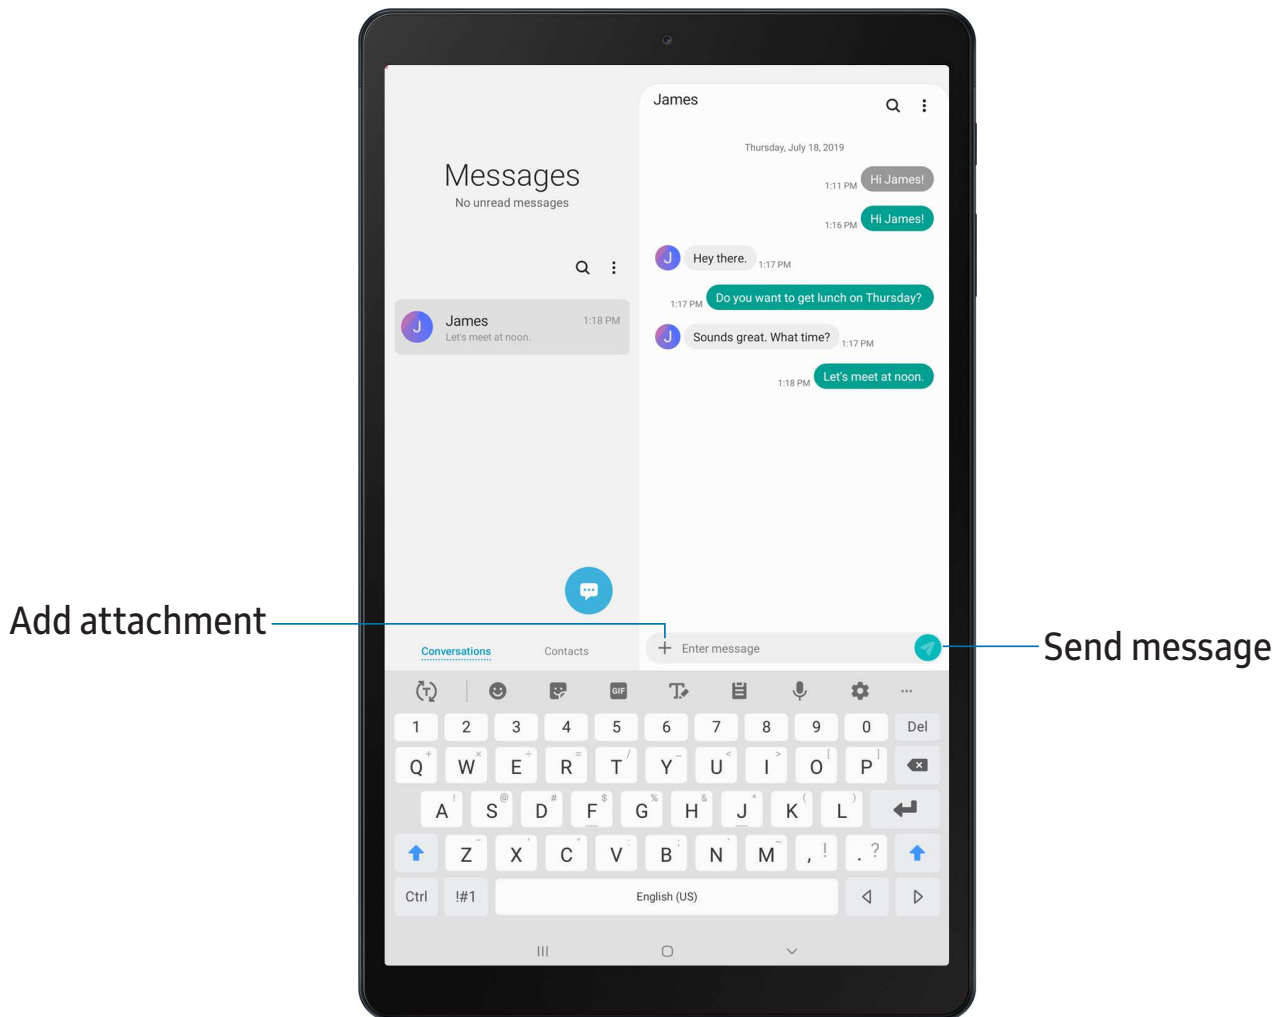 Messages
No unread messages
J
James
1:18 PM
Let's meet at noon.
Conversations
Contacts
James
Thursday, July 18, 2019
1:11 PM
Hi James!
1:16 PM
Hi James!
J
Hey there.
1:17 PM
1:17 PM
Do you want to get lunch on Thursday?
J
Sounds great. What time?
1:17 PM
1:18 PM
Let's meet at noon.
Add attachment
+ Enter message
Send message
T GIF T ...
1 2 3 4 5 6 7 8 9 0 Del
Q + W × E ÷ R = T / Y _ U < I > O [ P ]
A ! S @ D # F $ G % H & J * K ( L )
Z - X ' C " V : B ; N ` M ~ , ! . ?
Ctrl !#1 English (US)